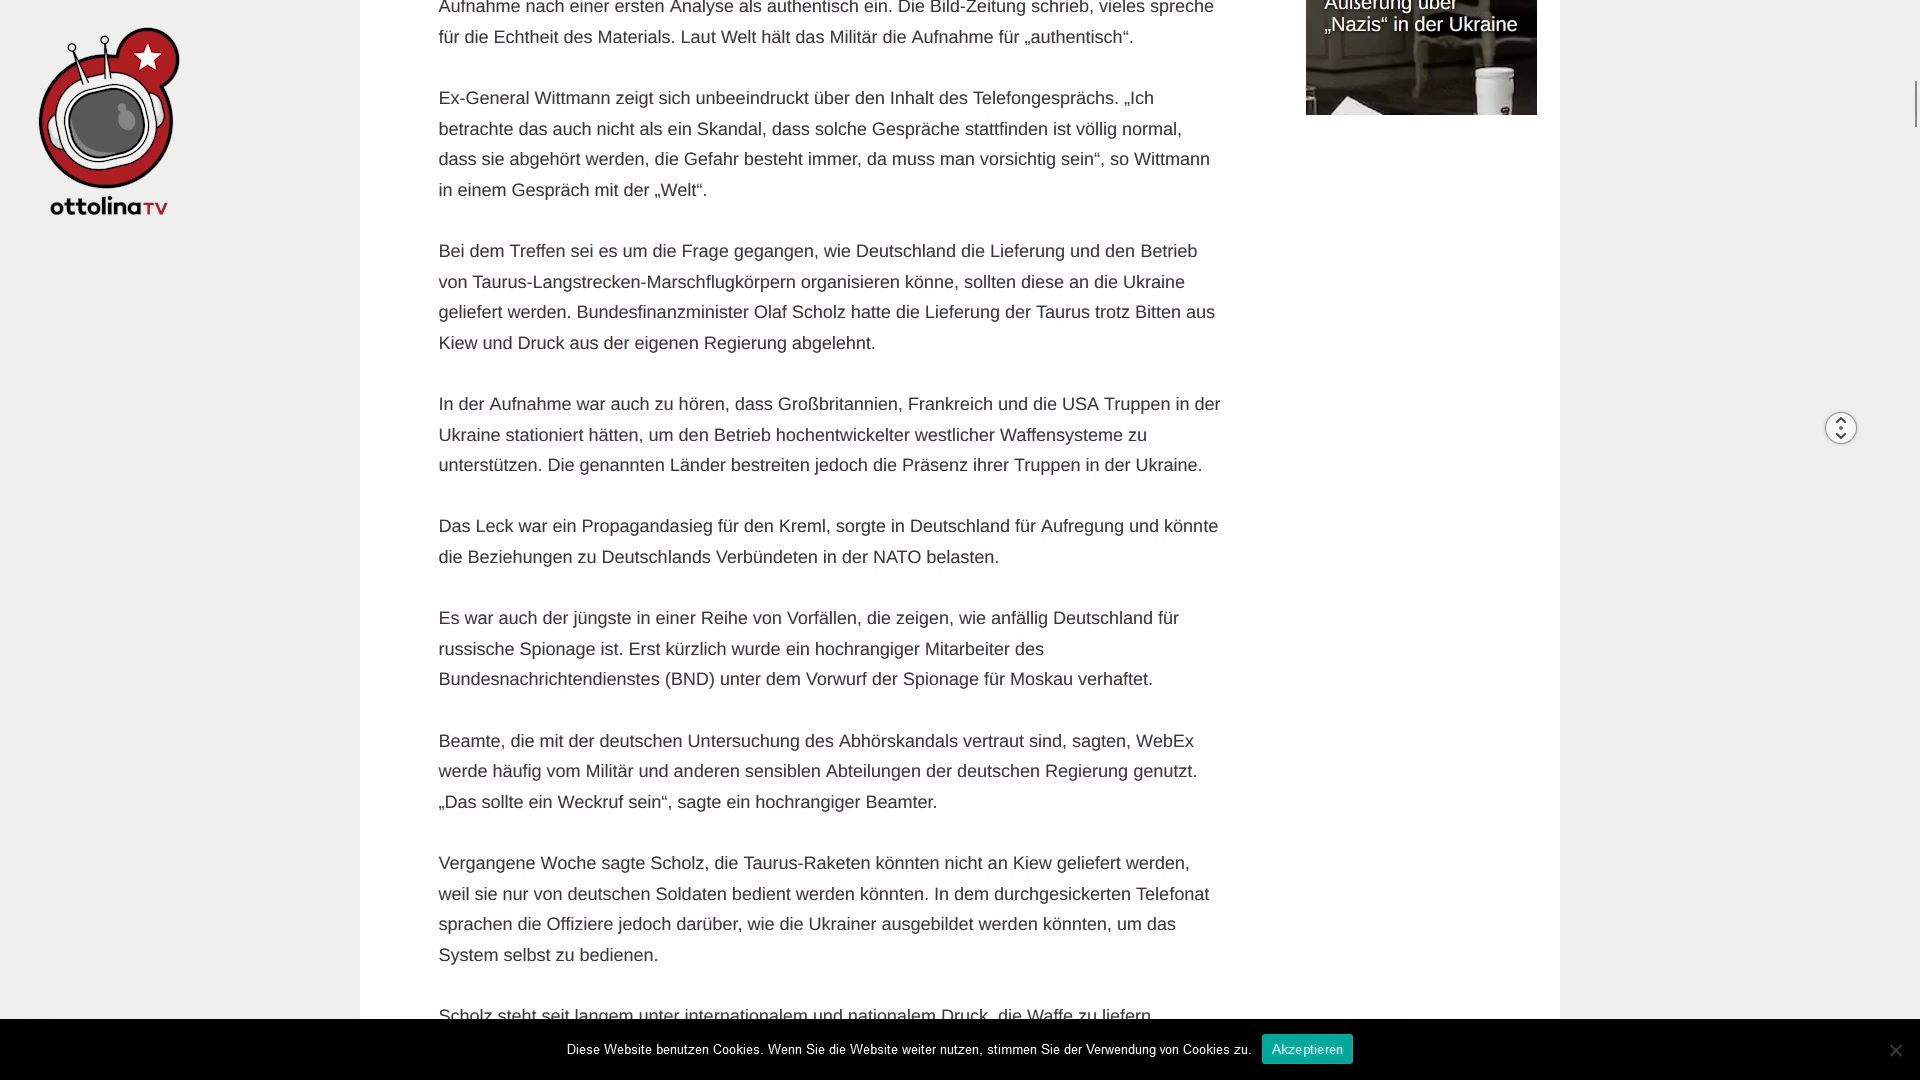 Aufnahme nach einer ersten Analyse als authentisch ein. Die Bild-Zeitung schrieb, vieles spreche
für die Echtheit des Materials. Laut Welt hält das Militär die Aufnahme für „authentisch“.
Ex-General Wittmann zeigt sich unbeeindruckt über den Inhalt des Telefongesprächs. „Ich
betrachte das auch nicht als ein Skandal, dass solche Gespräche stattfinden ist völlig normal,
dass sie abgehört werden, die Gefahr besteht immer, da muss man vorsichtig sein“, so Wittmann
in einem Gespräch mit der „Welt“.
Bei dem Treffen sei es um die Frage gegangen, wie Deutschland die Lieferung und den Betrieb
von Taurus-Langstrecken-Marschflugkörpern organisieren könne, sollten diese an die Ukraine
geliefert werden. Bundesfinanzminister Olaf Scholz hatte die Lieferung der Taurus trotz Bitten aus
Kiew und Druck aus der eigenen Regierung abgelehnt.
In der Aufnahme war auch zu hören, dass Großbritannien, Frankreich und die USA Truppen in der
Ukraine stationiert hätten, um den Betrieb hochentwickelter westlicher Waffensysteme zu
unterstützen. Die genannten Länder bestreiten jedoch die Präsenz ihrer Truppen in der Ukraine.
Das Leck war ein Propagandasieg für den Kreml, sorgte in Deutschland für Aufregung und könnte
die Beziehungen zu Deutschlands Verbündeten in der NATO belasten.
Es war auch der jüngste in einer Reihe von Vorfällen, die zeigen, wie anfällig Deutschland für
russische Spionage ist. Erst kürzlich wurde ein hochrangiger Mitarbeiter des
Bundesnachrichtendienstes (BND) unter dem Vorwurf der Spionage für Moskau verhaftet.
Beamte, die mit der deutschen Untersuchung des Abhörskandals vertraut sind, sagten, WebEx
werde häufig vom Militär und anderen sensiblen Abteilungen der deutschen Regierung genutzt.
„Das sollte ein Weckruf sein“, sagte ein hochrangiger Beamter.
Vergangene Woche sagte Scholz, die Taurus-Raketen könnten nicht an Kiew geliefert werden,
weil sie nur von deutschen Soldaten bedient werden könnten. In dem durchgesickerten Telefonat
sprachen die Offiziere jedoch darüber, wie die Ukrainer ausgebildet werden könnten, um das
System selbst zu bedienen.
Scholz steht seit langem unter internationalem und nationalem Druck, die Waffe zu liefern
Äußerung über
„Nazis“ in der Ukraine
ottolinaTV
Diese Website benutzen Cookies. Wenn Sie die Website weiter nutzen, stimmen Sie der Verwendung von Cookies zu.
Akzeptieren